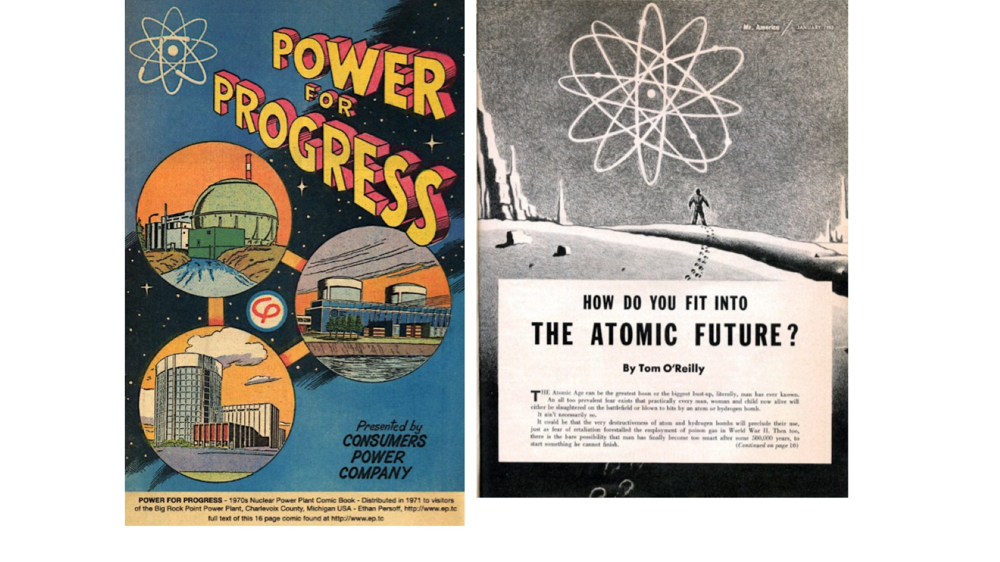 POWER
FOR
PROGRESS
Presented by
CONSUMERS
POWER
COMPANY
POWER FOR PROGRESS - 1970s Nuclear Power Plant Comic Book - Distributed in 1971 to visitors
of the Big Rock Point Power Plant, Charlevoix County, Michigan USA - Ethan Persoff, http://www.ep.tc
full text of this 16 page comic found at http://www.ep.tc
Mr. America / JANUARY 1953
HOW DO YOU FIT INTO
THE ATOMIC FUTURE?
By Tom O'Reilly
THE Atomic Age can be the greatest boon or the biggest bust-up, literally, man has ever known.
An all too prevalent fear exists that practically every man, woman and child now alive will
either be slaughtered on the battlefield or blown to bits by an atom or hydrogen bomb.
It ain't necessarily so.
It could be that the very destructiveness of atom and hydrogen bombs will preclude their use,
just as fear of retaliation forestalled the employment of poison gas in World War II. Then too,
there is the bare possibility that man has finally become too smart after some 500,000 years, to
start something he cannot finish. (Continued on page 10)